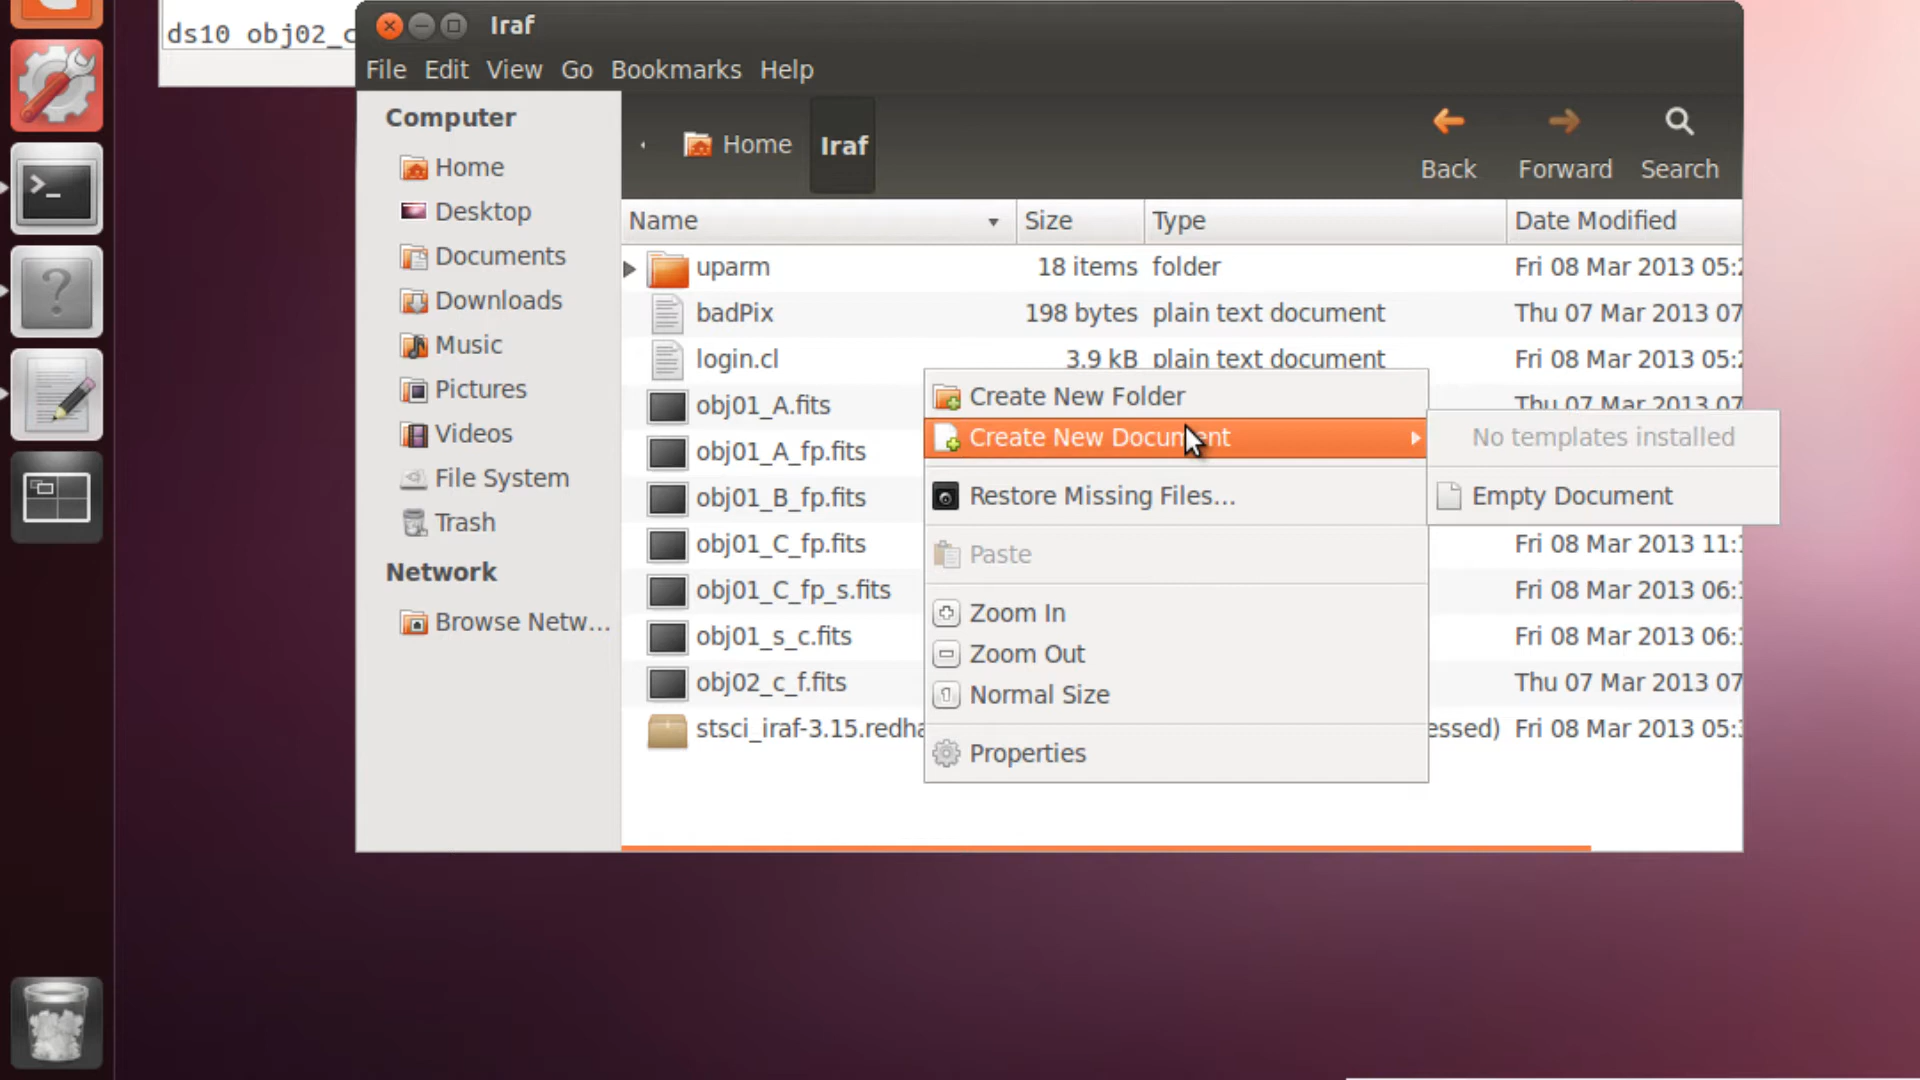 ds10 obj02_c
Iraf
File Edit View Go Bookmarks Help
Computer
Home
Desktop
Documents
Downloads
Music
Pictures
Videos
File System
Trash
Network
Browse Netw...
Home Iraf
Back Forward Search
Name Size Type Date Modified
uparm 18 items folder Fri 08 Mar 2013 05:2
badPix 198 bytes plain text document Thu 07 Mar 2013 07
login.cl 3.9 kB plain text document Fri 08 Mar 2013 05:2
obj01_A.fits Thu 07 Mar 2013 07
obj01_A_fp.fits
obj01_B_fp.fits
obj01_C_fp.fits Fri 08 Mar 2013 11:
obj01_C_fp_s.fits Fri 08 Mar 2013 06:
obj01_s_c.fits Fri 08 Mar 2013 06:
obj02_c_f.fits Thu 07 Mar 2013 07
stsci_iraf-3.15.redha essed) Fri 08 Mar 2013 05:
Create New Folder
Create New Document
Restore Missing Files...
Paste
Zoom In
Zoom Out
Normal Size
Properties
No templates installed
Empty Document